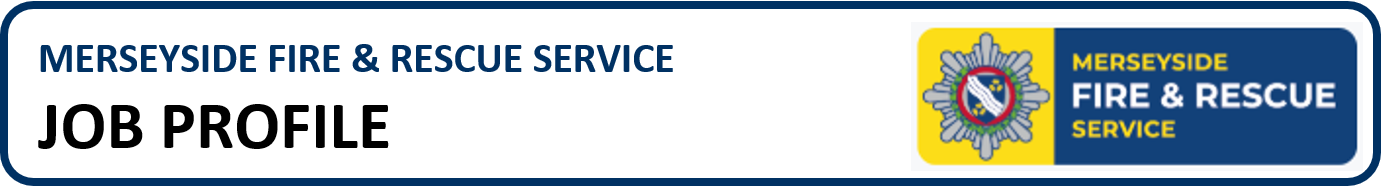 MERSEYSIDE FIRE & RESCUE SERVICE
JOB PROFILE
MERSEYSIDE
FIRE & RESCUE
SERVICE